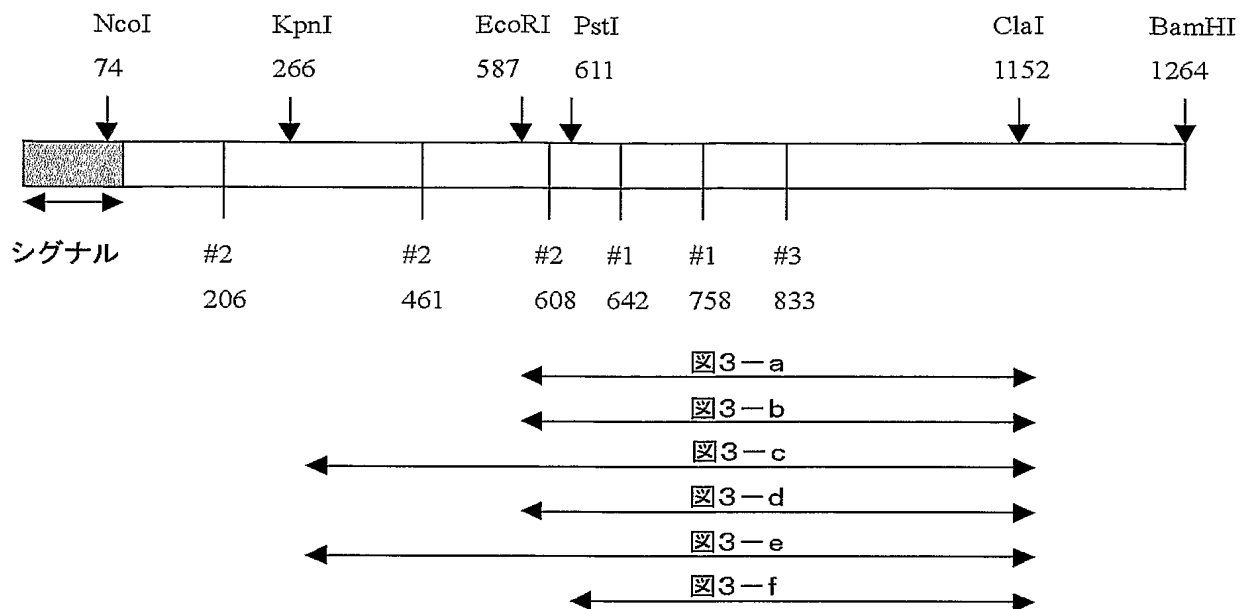 NcoI KpnI EcoRI PstI ClaI BamHI
74 266 587 611 1152 1264
シグナル #2 #2 #2 #1 #1 #3
206 461 608 642 758 833
図3－a
図3－b
図3－c
図3－d
図3－e
図3－f